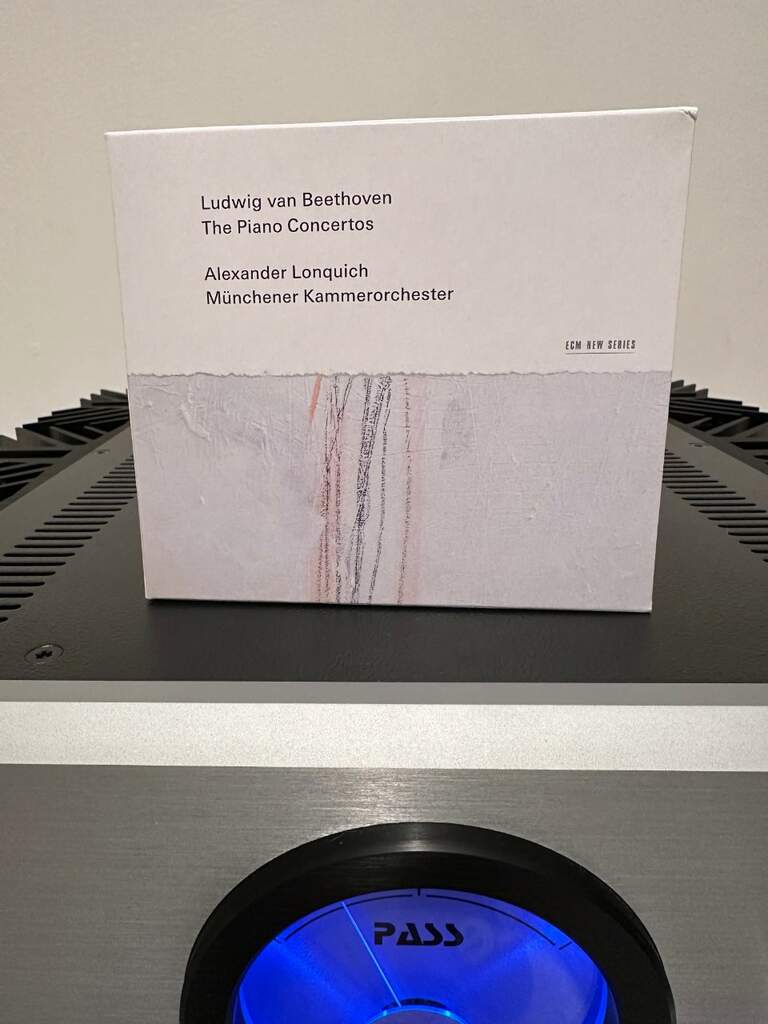 Ludwig van Beethoven
The Piano Concertos
Alexander Lonquich
Münchener Kammerorchester
ECM NEW SERIES
PASS